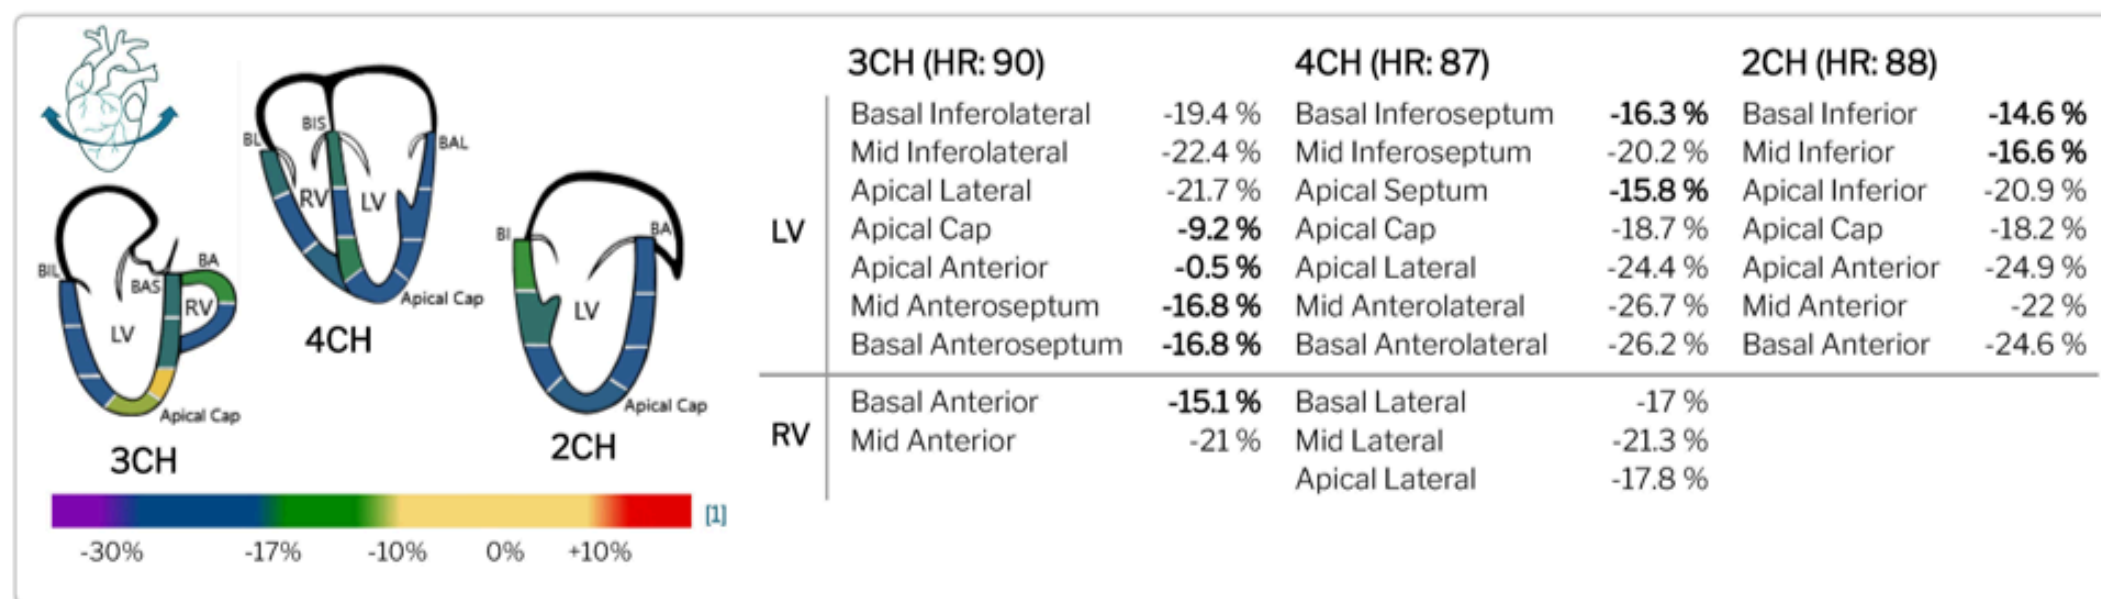 BIS
BL
BAL
RV
LV
Apical Cap
4CH
BA
BIL
BAS
RV
LV
Apical Cap
3CH
BI
BA
LV
Apical Cap
2CH
[1]
-30% -17% -10% 0% +10%
3CH (HR: 90) 4CH (HR: 87) 2CH (HR: 88)
LV
Basal Inferolateral -19.4 % Basal Inferoseptum -16.3 % Basal Inferior -14.6 %
Mid Inferolateral -22.4 % Mid Inferoseptum -20.2 % Mid Inferior -16.6 %
Apical Lateral -21.7 % Apical Septum -15.8 % Apical Inferior -20.9 %
Apical Cap -9.2 % Apical Cap -18.7 % Apical Cap -18.2 %
Apical Anterior -0.5 % Apical Lateral -24.4 % Apical Anterior -24.9 %
Mid Anteroseptum -16.8 % Mid Anterolateral -26.7 % Mid Anterior -22 %
Basal Anteroseptum -16.8 % Basal Anterolateral -26.2 % Basal Anterior -24.6 %
RV
Basal Anterior -15.1 % Basal Lateral -17 %
Mid Anterior -21 % Mid Lateral -21.3 %
Apical Lateral -17.8 %